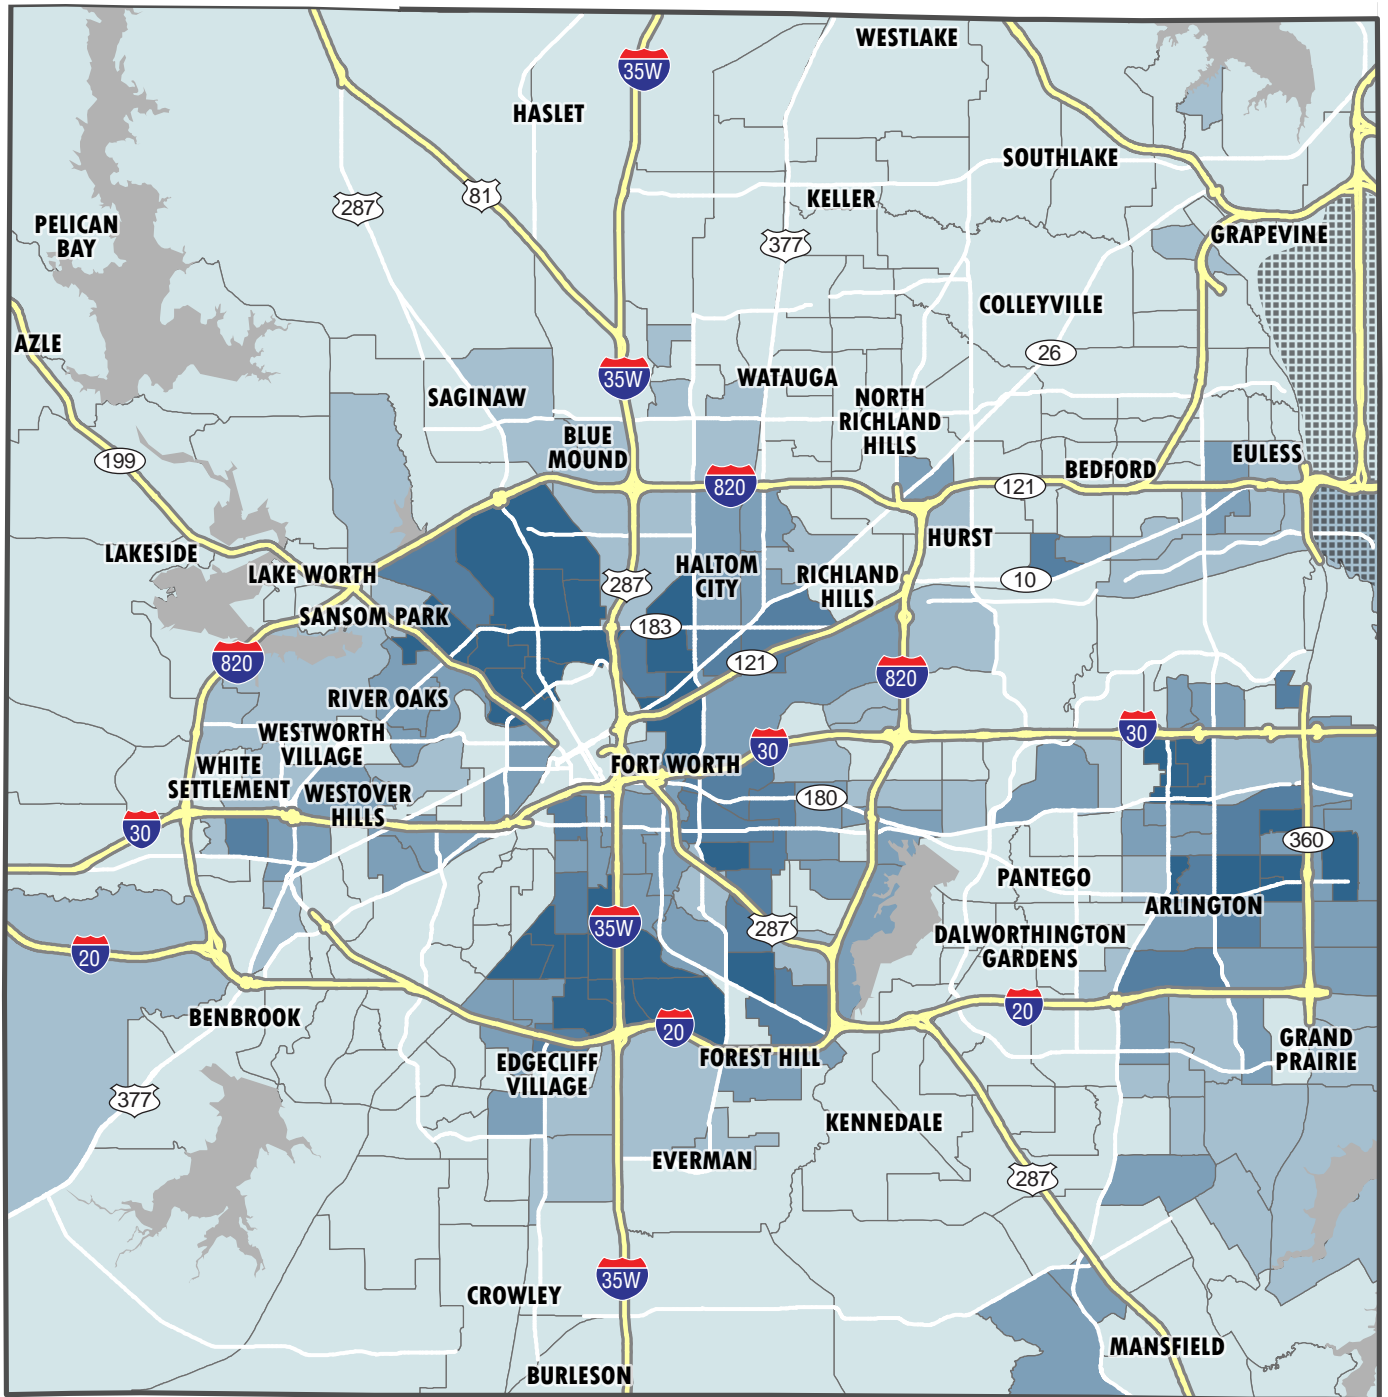 WESTLAKE
35W
HASLET
SOUTHLAKE
81
287
KELLER
PELICAN
BAY
377
GRAPEVINE
COLLEYVILLE
AZLE
26
35W
WATAUGA
SAGINAW
NORTH
RICHLAND
HILLS
BLUE
MOUND
199
EULESS
BEDFORD
820
121
HURST
LAKESIDE
HALTOM
CITY
LAKE WORTH
RICHLAND
HILLS
287
10
SANSOM PARK
183
820
121
820
RIVER OAKS
30
WESTWORTH
VILLAGE
30
WHITE
SETTLEMENT
FORT WORTH
WESTOVER
HILLS
180
30
360
PANTEGO
ARLINGTON
35W
287
DALWORTHINGTON
GARDENS
20
20
BENBROOK
20
FOREST HILL
GRAND
PRAIRIE
EDGECLIFF
VILLAGE
377
KENNEDALE
EVERMAN
287
35W
CROWLEY
MANSFIELD
BURLESON